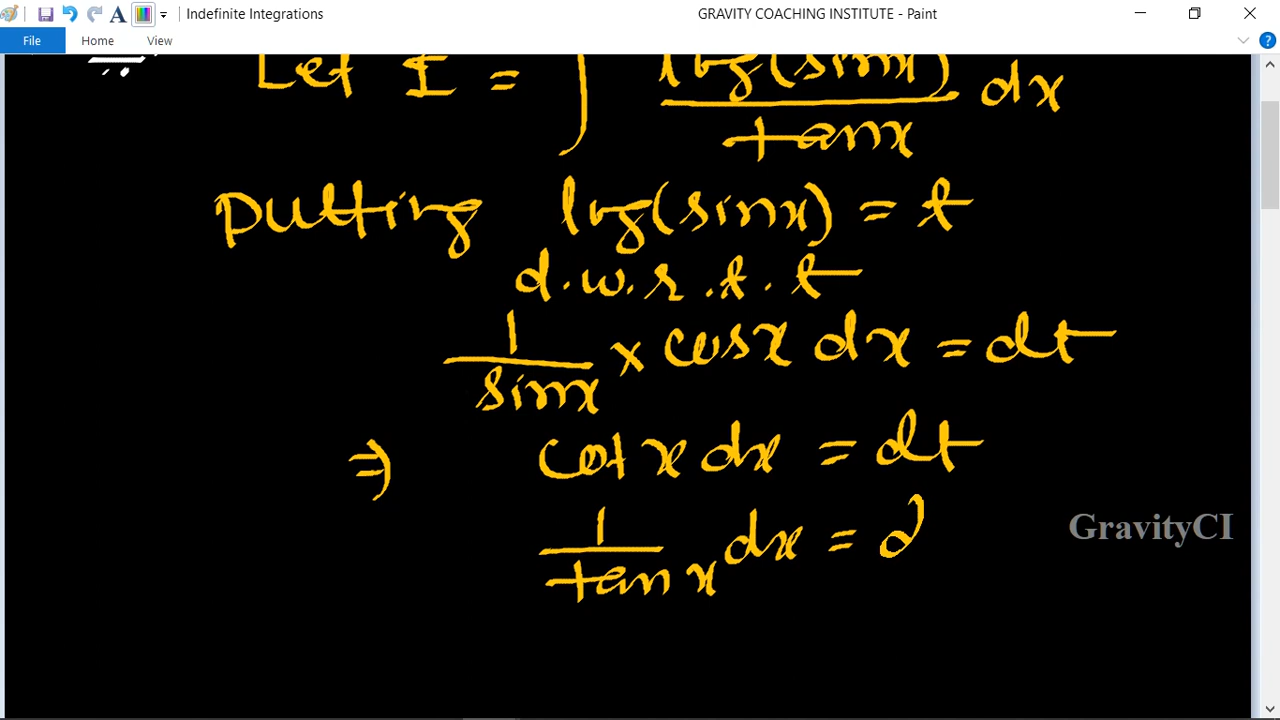 Indefinite Integrations
GRAVITY COACHING INSTITUTE - Paint
File Home View
Let I = ∫ log(sinx)/tanx dx
Putting log(sinx) = t
d.w.r.t. t
1/sinx × cosx dx = dt
⇒ cot x dx = dt
1/tanx dx = d
GravityCI